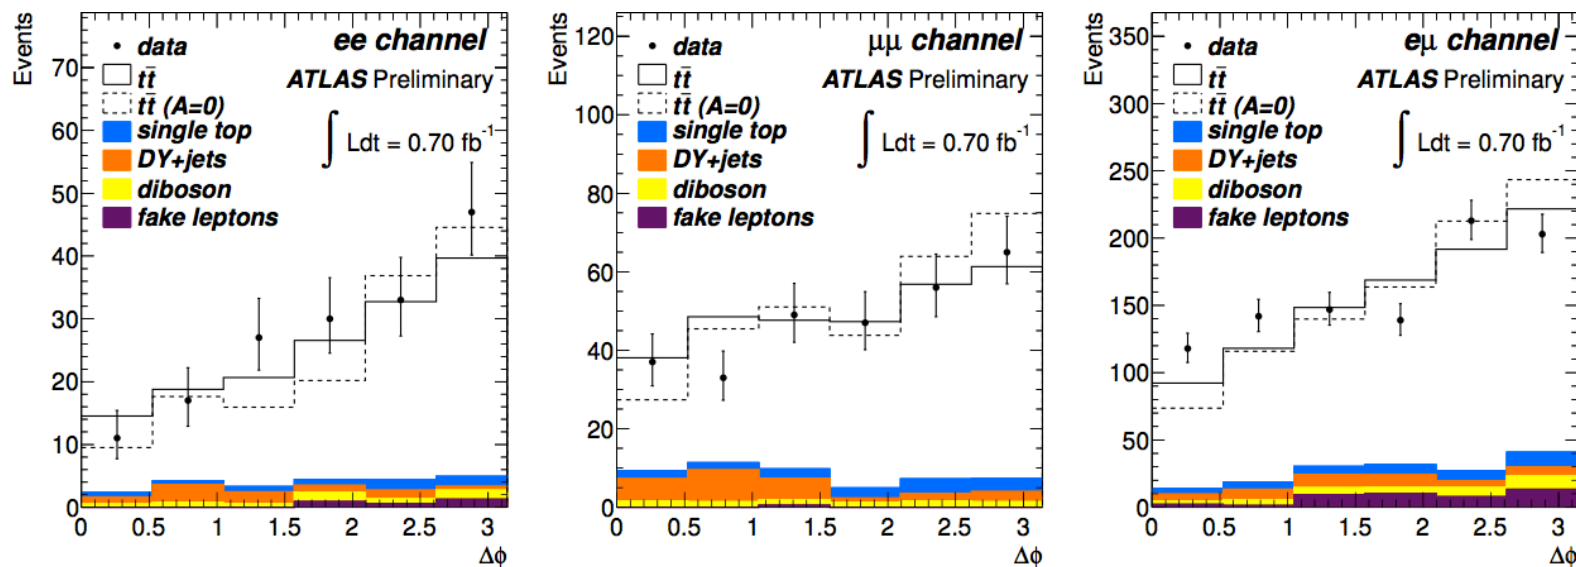 Events
ee channel
data
tt̄
ATLAS Preliminary
tt̄ (A=0)
single top
∫ Ldt = 0.70 fb⁻¹
DY+jets
diboson
fake leptons
70
60
50
40
30
20
10
0
0 0.5 1 1.5 2 2.5 3
Δϕ
Events
μμ channel
data
tt̄
ATLAS Preliminary
tt̄ (A=0)
single top
∫ Ldt = 0.70 fb⁻¹
DY+jets
diboson
fake leptons
120
100
80
60
40
20
0
0 0.5 1 1.5 2 2.5 3
Δϕ
Events
eμ channel
data
tt̄
ATLAS Preliminary
tt̄ (A=0)
single top
∫ Ldt = 0.70 fb⁻¹
DY+jets
diboson
fake leptons
350
300
250
200
150
100
50
0
0 0.5 1 1.5 2 2.5 3
Δϕ